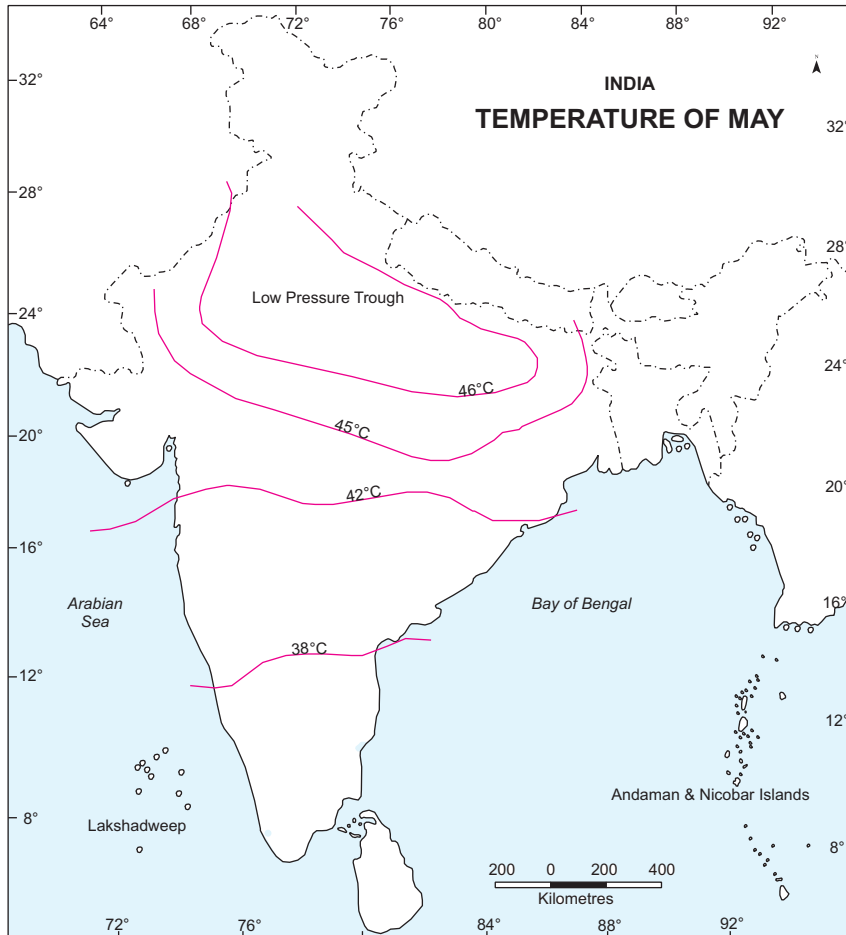 64° 68° 72° 76° 80° 84° 88° 92°
N
32°
INDIA
TEMPERATURE OF MAY
32°
28°
28°
Low Pressure Trough
24°
24°
46°C
45°C
20°
42°C
20°
16°
Arabian
Sea
Bay of Bengal
16°
38°C
12°
12°
Andaman & Nicobar Islands
8°
Lakshadweep
8°
200 0 200 400
Kilometres
72° 76° 84° 88° 92°